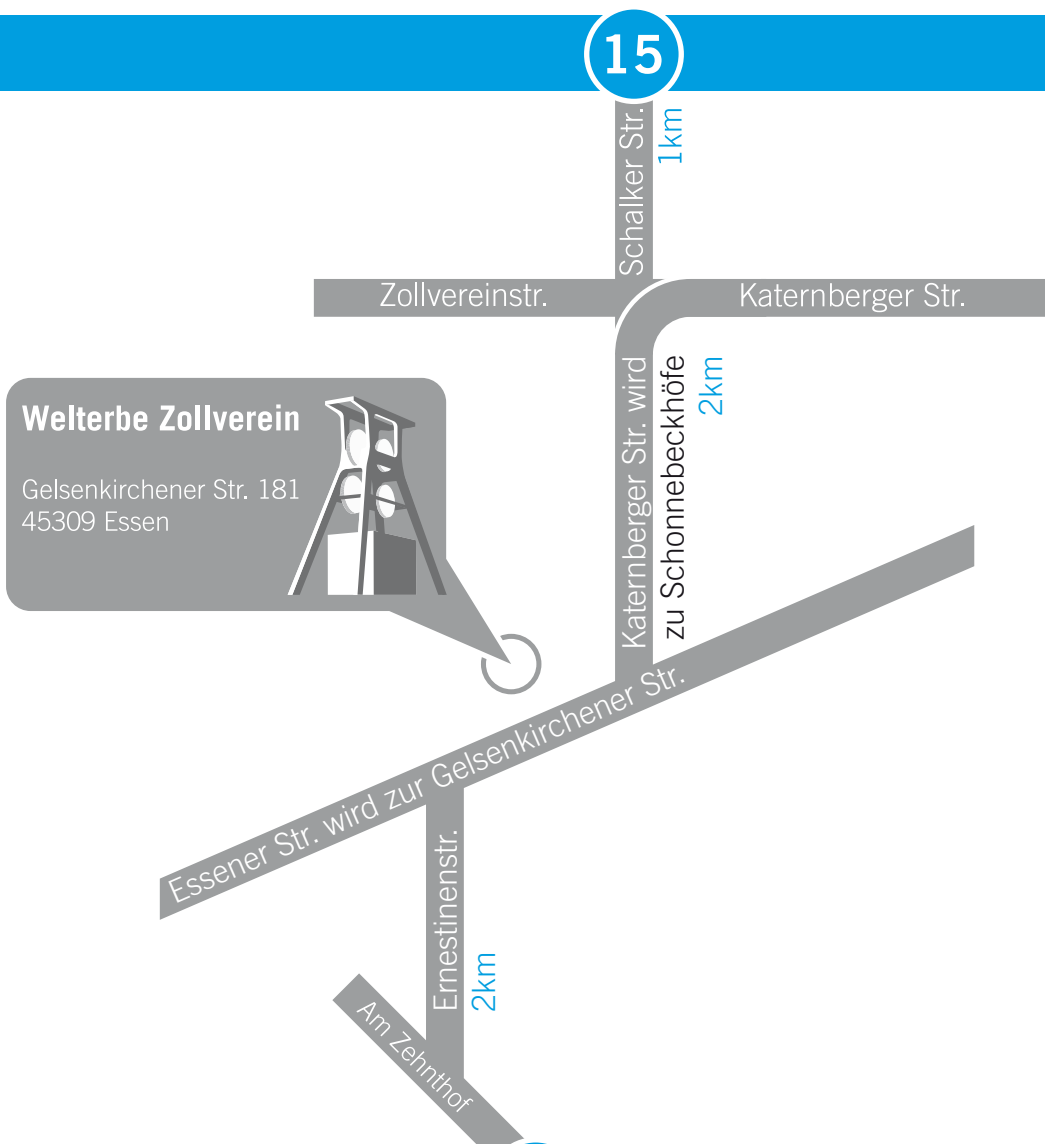 15
Schalker Str.
1km
Zollvereinstr.
Katernberger Str.
Katernberger Str. wird
zu Schonnebeckhöfe
2km
Welterbe Zollverein
Gelsenkirchener Str. 181
45309 Essen
Essener Str. wird zur Gelsenkirchener Str.
Ernestinenstr.
2km
Am Zehnthof